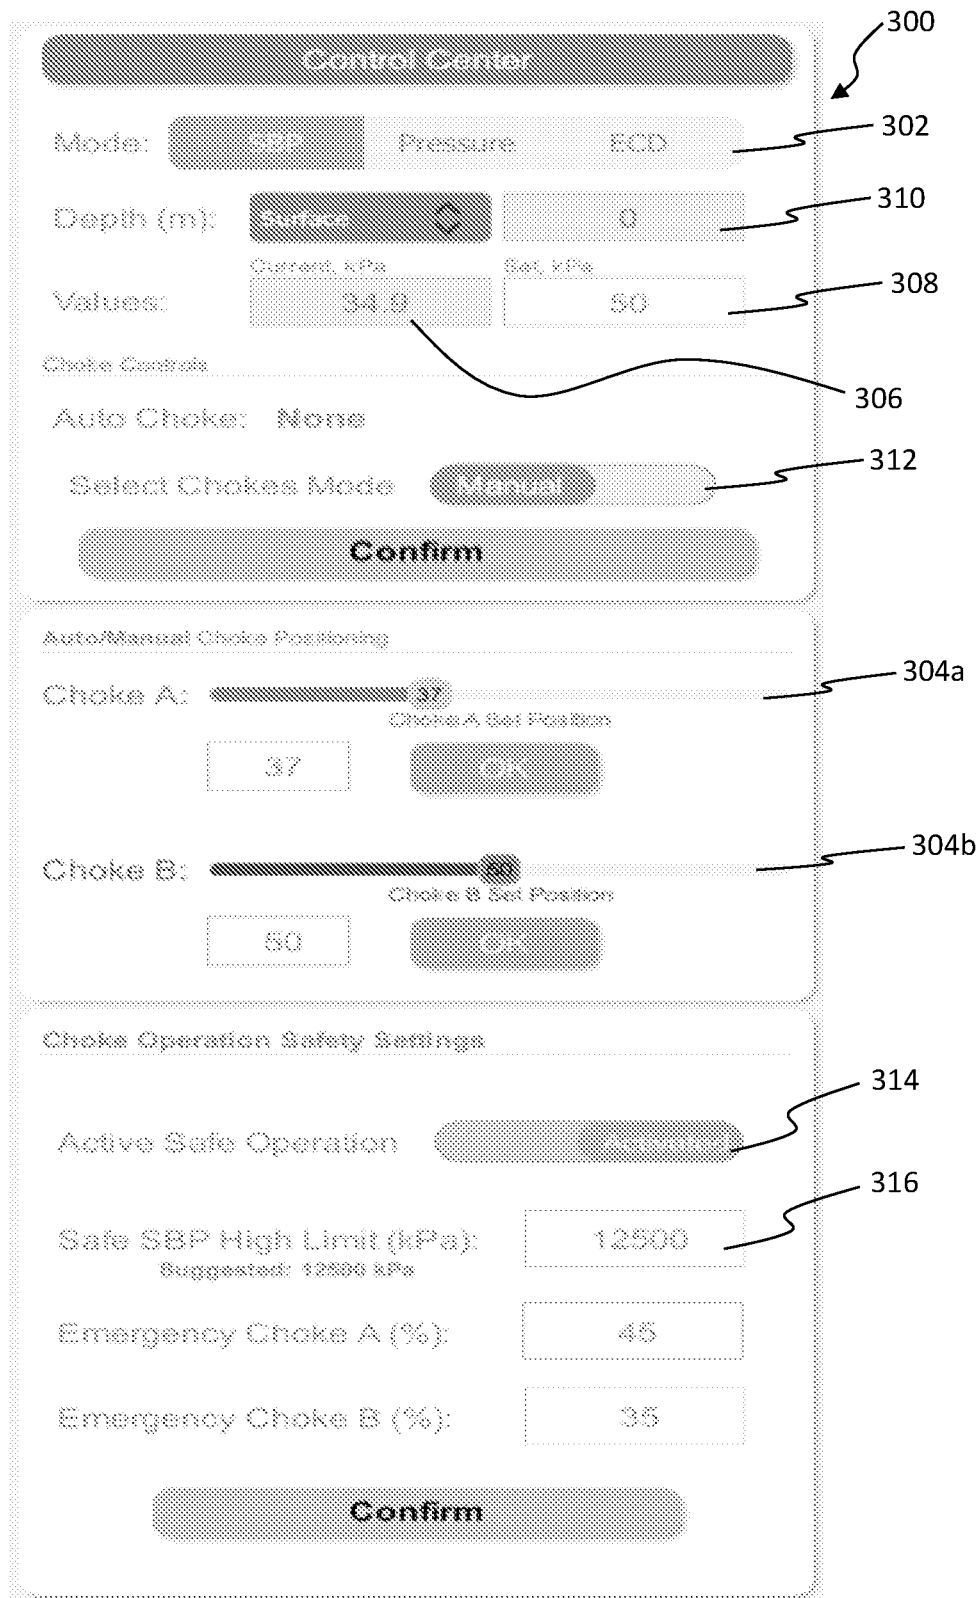 300
Control Center
Mode: SBP Pressure ECD 302
Depth (m): Surface 0 310
Current, kPa Set, kPa
Values: 34.0 50 308
Choke Controls
306
Auto Choke: None
312
Select Chokes Mode Manual
Confirm
Auto/Manual Choke Positioning
304a
Choke A: 37
Choke A Set Position
37 OK
304b
Choke B: 50
Choke B Set Position
50 OK
Choke Operation Safety Settings
314
Active Safe Operation
316
Safe SBP High Limit (kPa): 12500
Suggested: 12500 kPa
Emergency Choke A (%): 45
Emergency Choke B (%): 35
Confirm